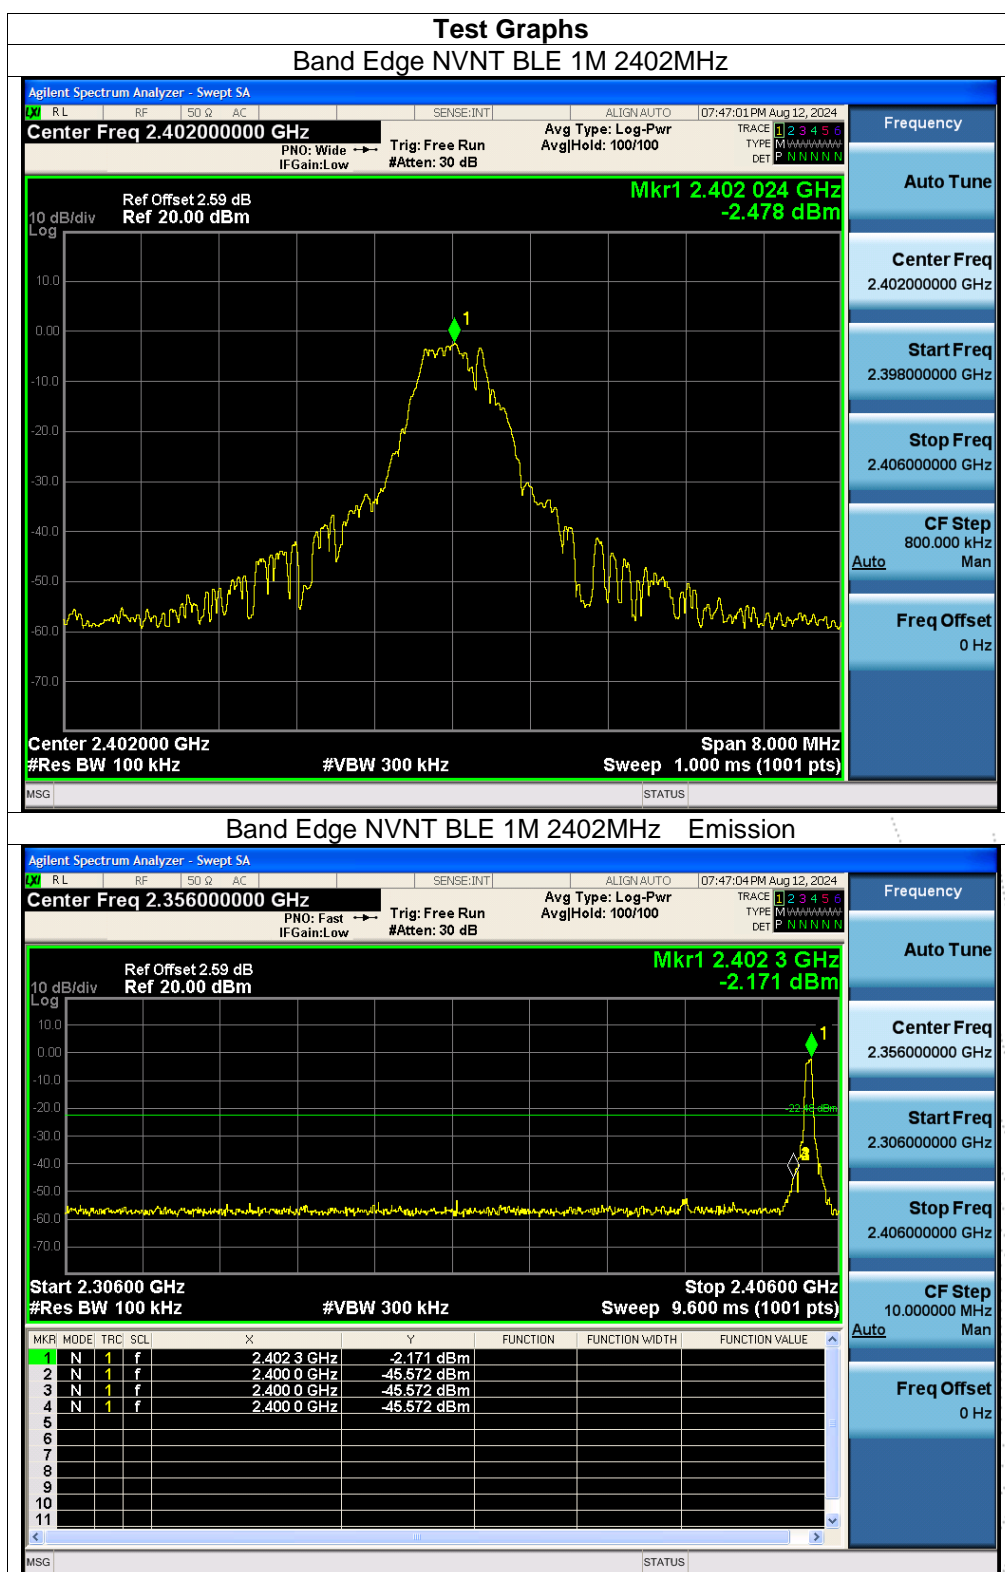 Test Graphs
Band Edge NVNT BLE 1M 2402MHz
Agilent Spectrum Analyzer - Swept SA
LXI RL RF 50 Ω AC SENSE:INT ALIGN AUTO 07:47:01 PM Aug 12, 2024
Center Freq 2.402000000 GHz
PNO: Wide
IFGain:Low
Trig: Free Run
#Atten: 30 dB
Avg Type: Log-Pwr
Avg|Hold: 100/100
TRACE 1 2 3 4 5 6
TYPE M WWWWW
DET P N N N N N
Frequency
Auto Tune
Center Freq
2.402000000 GHz
Start Freq
2.398000000 GHz
Stop Freq
2.406000000 GHz
CF Step
800.000 kHz
Auto Man
Freq Offset
0 Hz
Mkr1 2.402 024 GHz
-2.478 dBm
Ref Offset 2.59 dB
10 dB/div Ref 20.00 dBm
Log
10.0
0.00
-10.0
-20.0
-30.0
-40.0
-50.0
-60.0
-70.0
1
Center 2.402000 GHz Span 8.000 MHz
#Res BW 100 kHz #VBW 300 kHz Sweep 1.000 ms (1001 pts)
MSG STATUS
Band Edge NVNT BLE 1M 2402MHz Emission
Agilent Spectrum Analyzer - Swept SA
LXI RL RF 50 Ω AC SENSE:INT ALIGN AUTO 07:47:04 PM Aug 12, 2024
Center Freq 2.356000000 GHz
PNO: Fast
IFGain:Low
Trig: Free Run
#Atten: 30 dB
Avg Type: Log-Pwr
Avg|Hold: 100/100
TRACE 1 2 3 4 5 6
TYPE M WWWWW
DET P N N N N N
Frequency
Auto Tune
Center Freq
2.356000000 GHz
Start Freq
2.306000000 GHz
Stop Freq
2.406000000 GHz
CF Step
10.000000 MHz
Auto Man
Freq Offset
0 Hz
Mkr1 2.402 3 GHz
-2.171 dBm
Ref Offset 2.59 dB
10 dB/div Ref 20.00 dBm
Log
10.0
0.00
-10.0
-20.0
-30.0
-40.0
-50.0
-60.0
-70.0
1
-22.48 dBm
Start 2.30600 GHz Stop 2.40600 GHz
#Res BW 100 kHz #VBW 300 kHz Sweep 9.600 ms (1001 pts)
MKR MODE TRC SCL X Y FUNCTION FUNCTION WIDTH FUNCTION VALUE
1 N 1 f 2.402 3 GHz -2.171 dBm
2 N 1 f 2.400 0 GHz -45.572 dBm
3 N 1 f 2.400 0 GHz -45.572 dBm
4 N 1 f 2.400 0 GHz -45.572 dBm
5
6
7
8
9
10
11
MSG STATUS